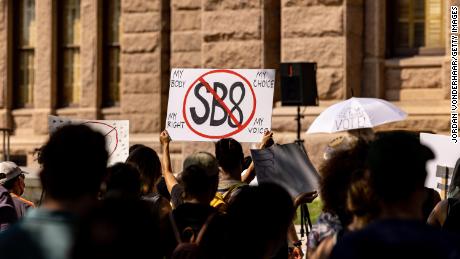 MY BODY
MY CHOICE
SB8
MY RIGHT
MY VOICE
VOTE
JORDAN VONDERHAAR/GETTY IMAGES